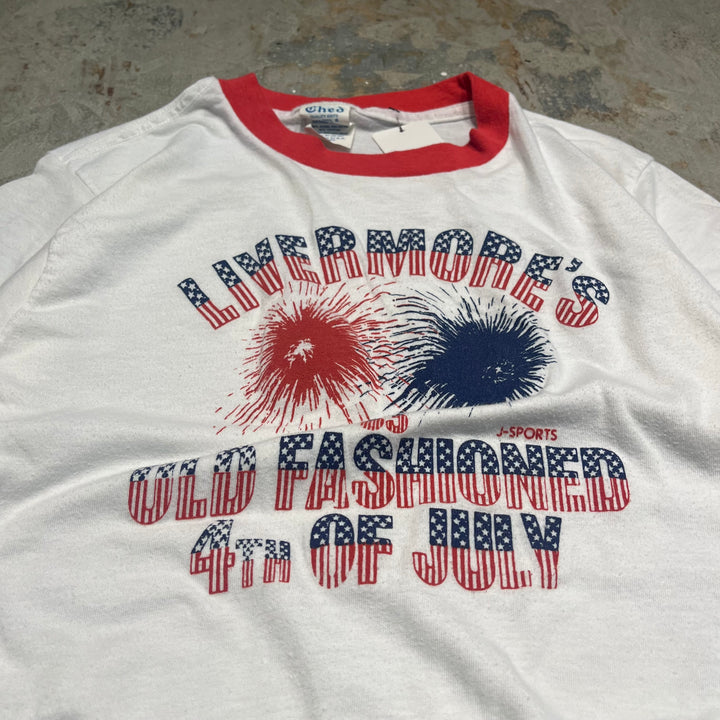 Ched
LIVERMORE'S
J-SPORTS
OLD FASHIONED
4TH OF JULY